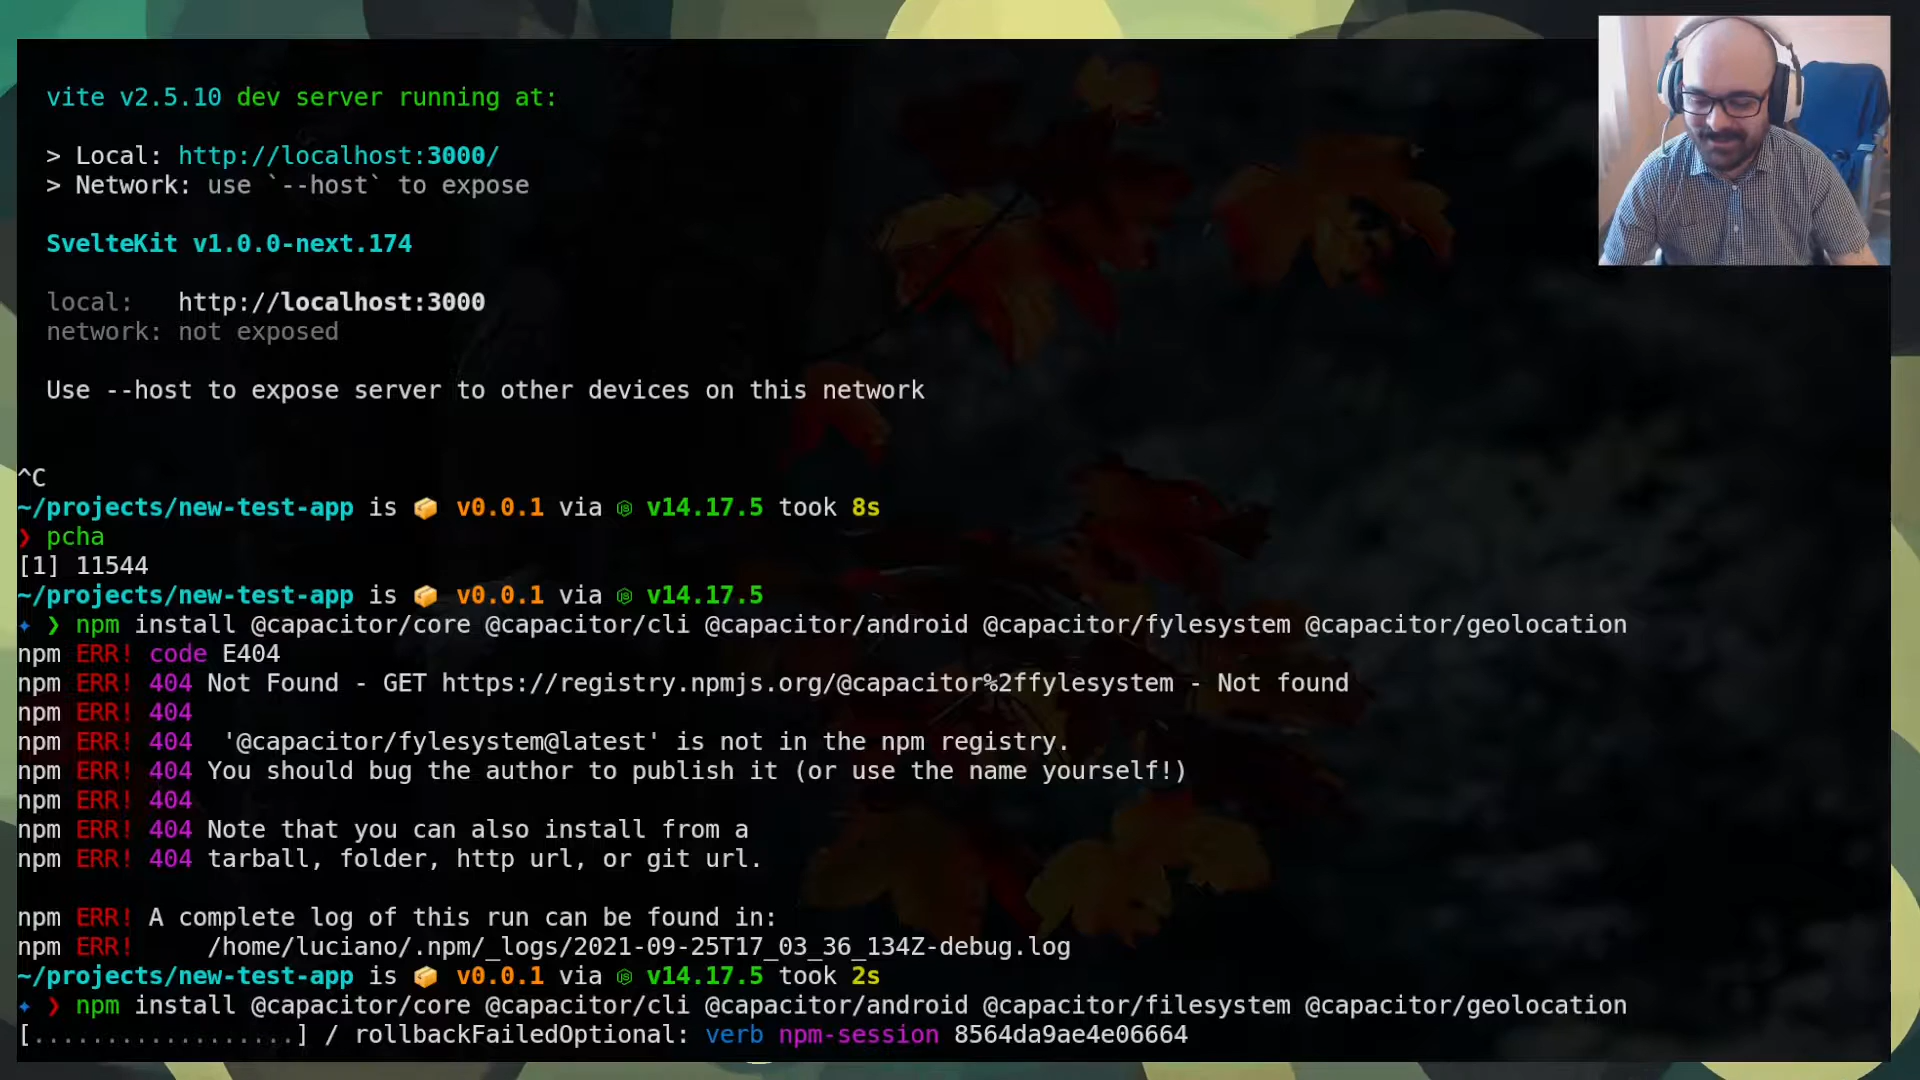 vite v2.5.10 dev server running at:
> Local: http://localhost:3000/
> Network: use `--host` to expose
SvelteKit v1.0.0-next.174
local: http://localhost:3000
network: not exposed
Use --host to expose server to other devices on this network
^C
~/projects/new-test-app is 📦 v0.0.1 via v14.17.5 took 8s
❯ pcha
[1] 11544
~/projects/new-test-app is 📦 v0.0.1 via v14.17.5
✦ ❯ npm install @capacitor/core @capacitor/cli @capacitor/android @capacitor/fylesystem @capacitor/geolocation
npm ERR! code E404
npm ERR! 404 Not Found - GET https://registry.npmjs.org/@capacitor%2ffylesystem - Not found
npm ERR! 404
npm ERR! 404 '@capacitor/fylesystem@latest' is not in the npm registry.
npm ERR! 404 You should bug the author to publish it (or use the name yourself!)
npm ERR! 404
npm ERR! 404 Note that you can also install from a
npm ERR! 404 tarball, folder, http url, or git url.
npm ERR! A complete log of this run can be found in:
npm ERR! /home/luciano/.npm/_logs/2021-09-25T17_03_36_134Z-debug.log
~/projects/new-test-app is 📦 v0.0.1 via v14.17.5 took 2s
✦ ❯ npm install @capacitor/core @capacitor/cli @capacitor/android @capacitor/filesystem @capacitor/geolocation
[..................] / rollbackFailedOptional: verb npm-session 8564da9ae4e06664